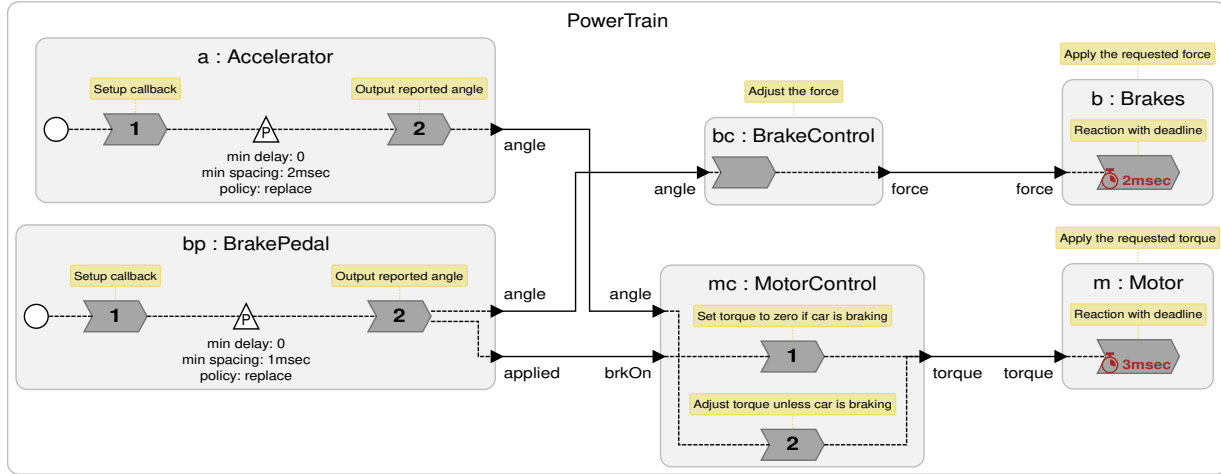 PowerTrain
a : Accelerator
Setup callback
Output reported angle
1
P
2
min delay: 0
min spacing: 2msec
policy: replace
angle
bp : BrakePedal
Setup callback
Output reported angle
1
P
2
min delay: 0
min spacing: 1msec
policy: replace
angle
applied
Adjust the force
bc : BrakeControl
angle
force
Apply the requested force
b : Brakes
Reaction with deadline
force
2msec
mc : MotorControl
angle
Set torque to zero if car is braking
1
brkOn
torque
Adjust torque unless car is braking
2
Apply the requested torque
m : Motor
Reaction with deadline
torque
3msec